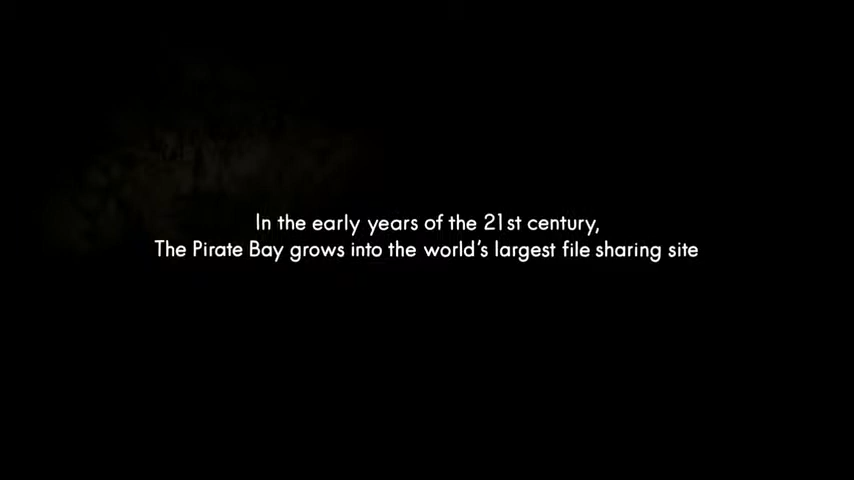 In the early years of the 21st century,
The Pirate Bay grows into the world's largest file sharing site